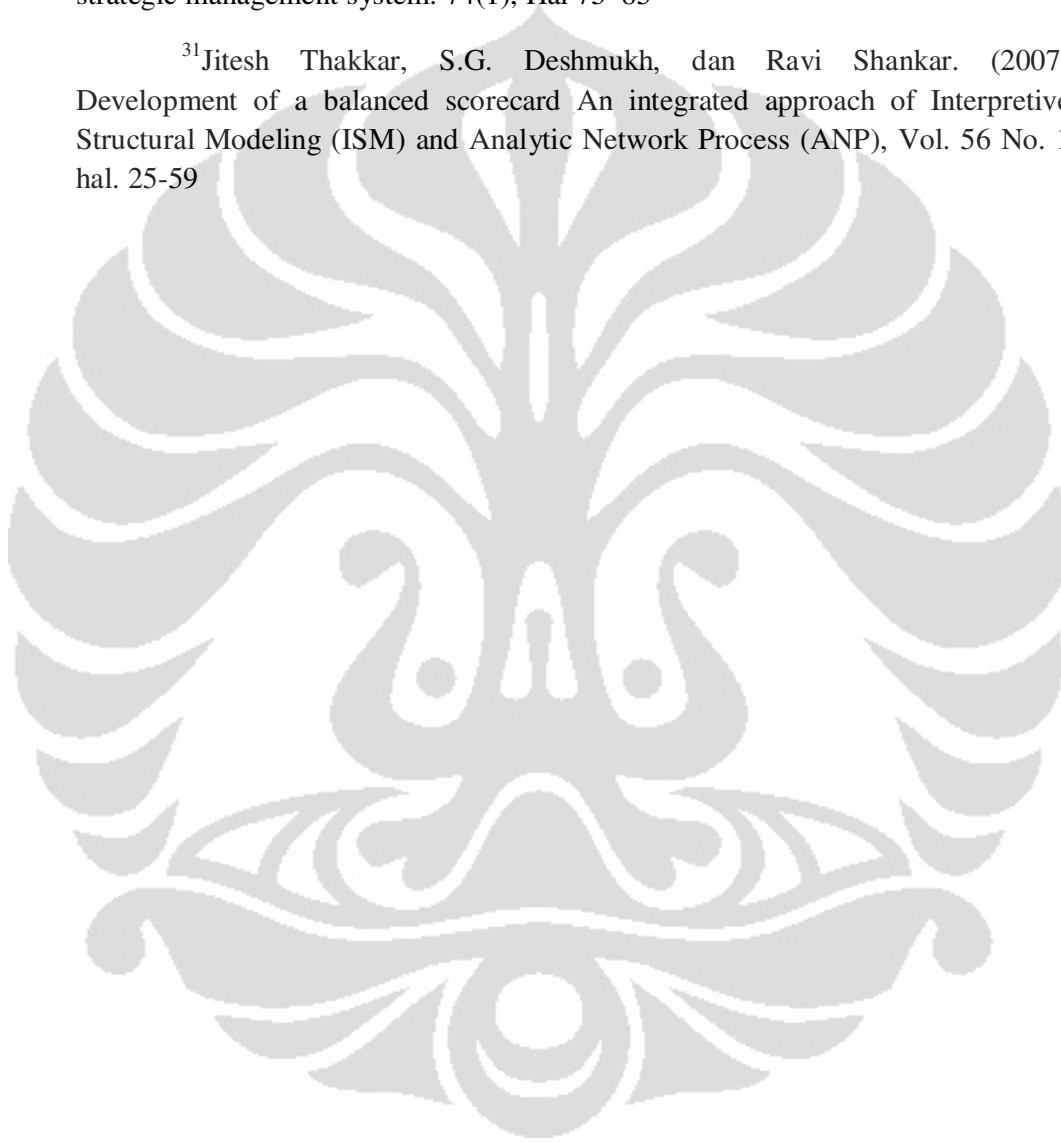 strategic management system. 74(1), Hal 75–85
31Jitesh Thakkar, S.G. Deshmukh, dan Ravi Shankar. (2007
Development of a balanced scorecard An integrated approach of Interpretive
Structural Modeling (ISM) and Analytic Network Process (ANP), Vol. 56 No. 1
hal. 25-59